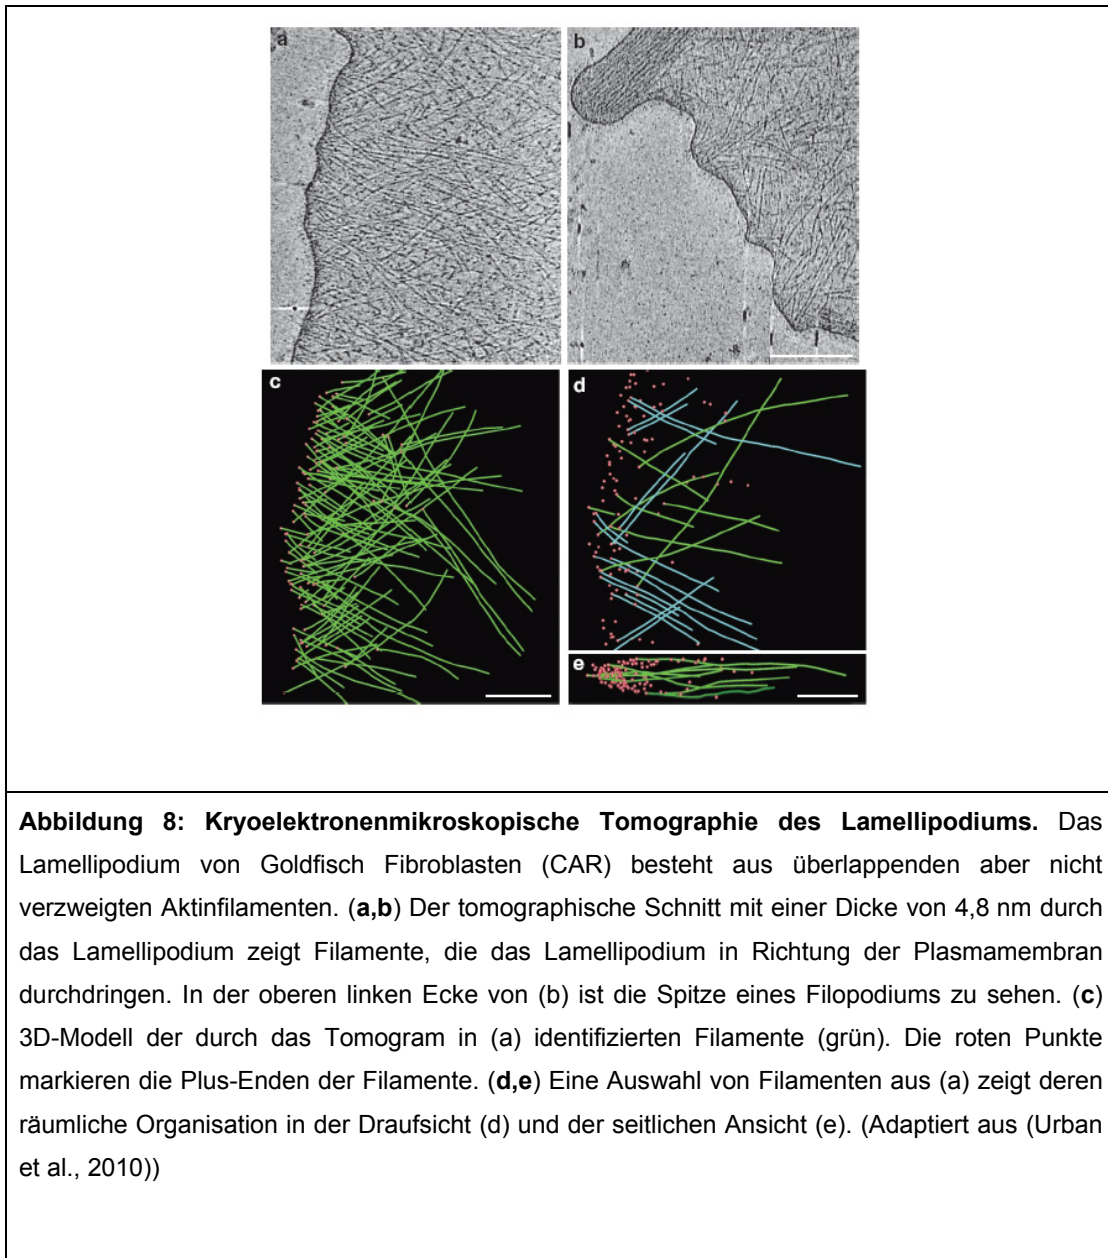 a
b
c
d
e
Abbildung 8: Kryoelektronenmikroskopische Tomographie des Lamellipodiums. Das
Lamellipodium von Goldfisch Fibroblasten (CAR) besteht aus überlappenden aber nicht
verzweigten Aktinfilamenten. (a,b) Der tomographische Schnitt mit einer Dicke von 4,8 nm durch
das Lamellipodium zeigt Filamente, die das Lamellipodium in Richtung der Plasmamembran
durchdringen. In der oberen linken Ecke von (b) ist die Spitze eines Filopodiums zu sehen. (c)
3D-Modell der durch das Tomogram in (a) identifizierten Filamente (grün). Die roten Punkte
markieren die Plus-Enden der Filamente. (d,e) Eine Auswahl von Filamenten aus (a) zeigt deren
räumliche Organisation in der Draufsicht (d) und der seitlichen Ansicht (e). (Adaptiert aus (Urban
et al., 2010))